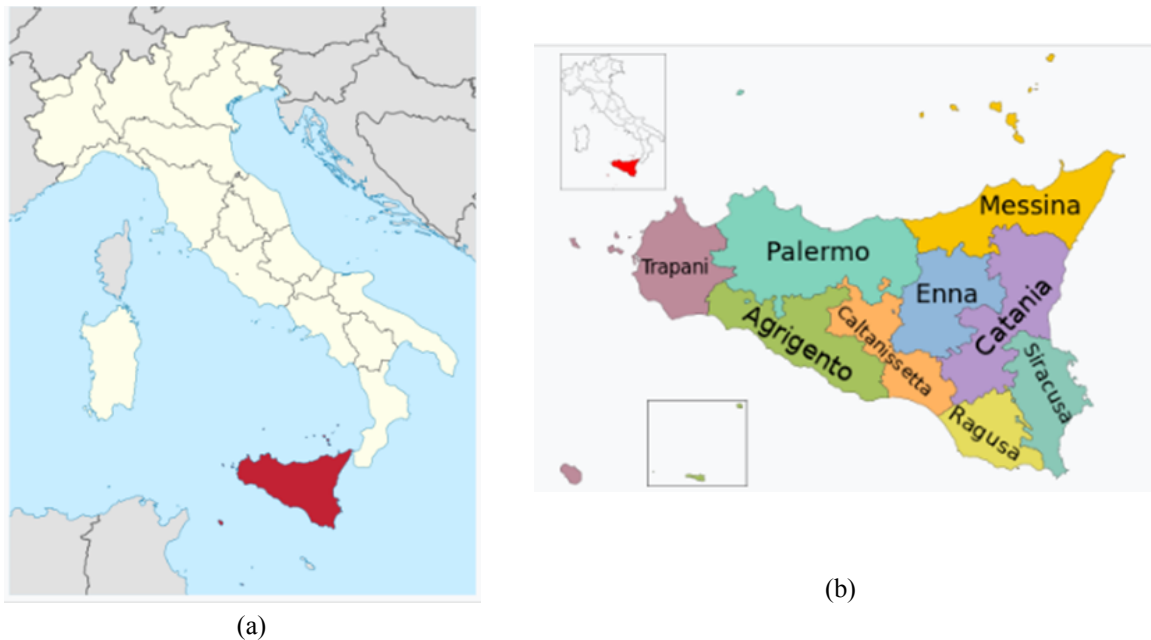 Messina
Palermo
Trapani
Enna
Catania
Agrigento
Caltanissetta
Siracusa
Ragusa
(b)
(a)